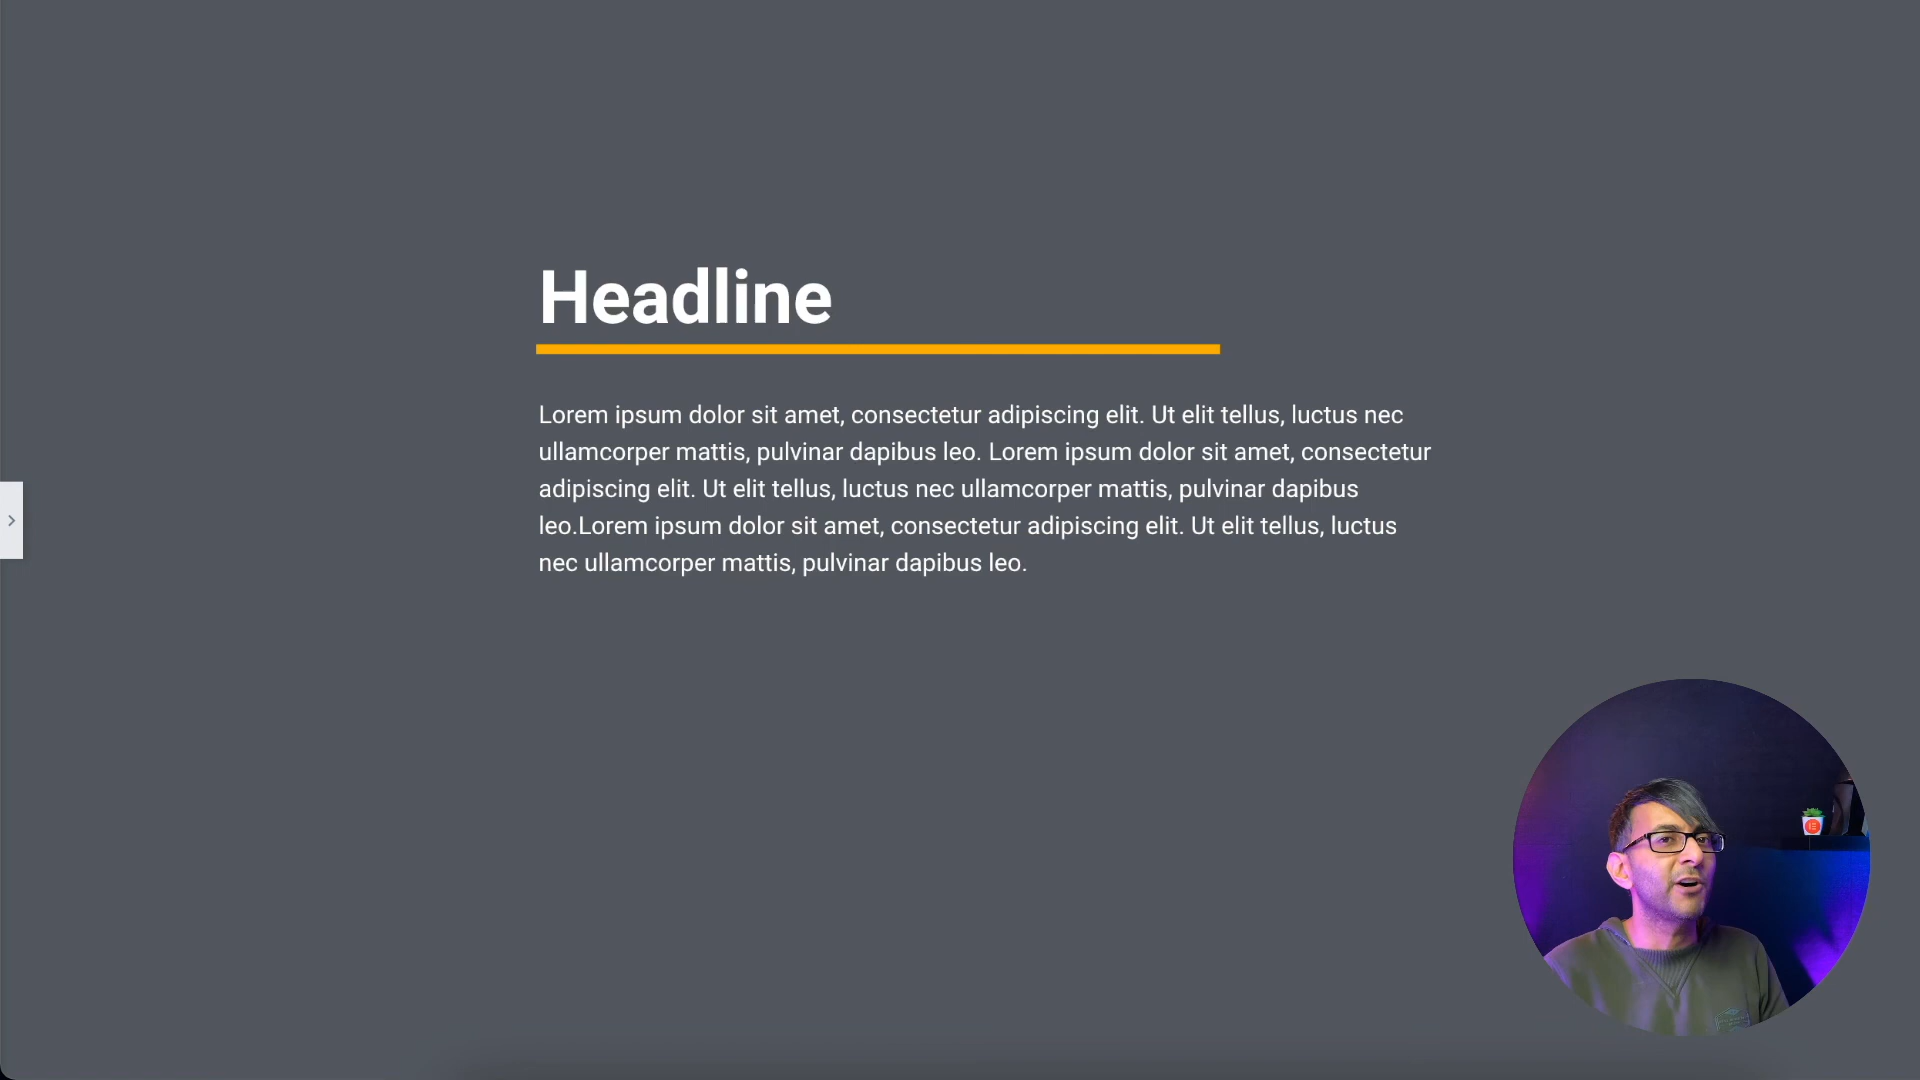 Headline
Lorem ipsum dolor sit amet, consectetur adipiscing elit. Ut elit tellus, luctus nec
ullamcorper mattis, pulvinar dapibus leo. Lorem ipsum dolor sit amet, consectetur
adipiscing elit. Ut elit tellus, luctus nec ullamcorper mattis, pulvinar dapibus
leo.Lorem ipsum dolor sit amet, consectetur adipiscing elit. Ut elit tellus, luctus
nec ullamcorper mattis, pulvinar dapibus leo.